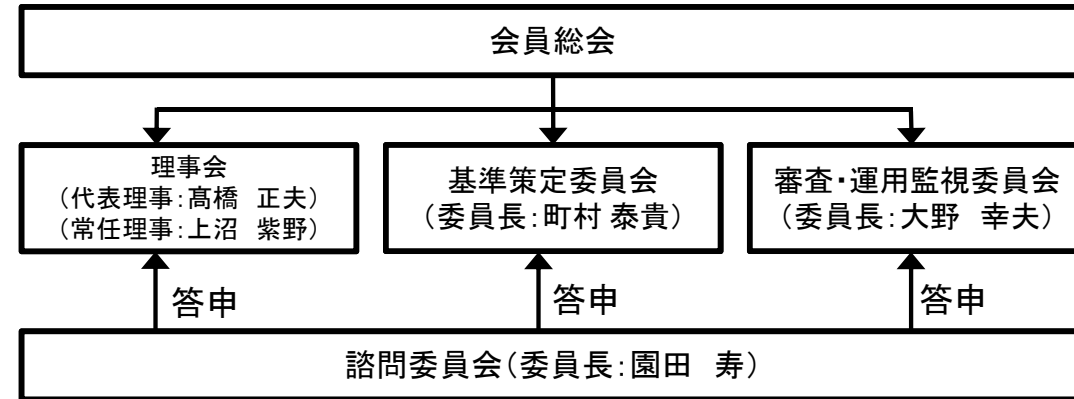 会員総会
理事会
（代表理事：髙橋　正夫）
（常任理事：上沼　紫野）
基準策定委員会
（委員長：町村 泰貴）
審査・運用監視委員会
（委員長：大野　幸夫）
答申
答申
答申
諮問委員会（委員長：園田　寿）